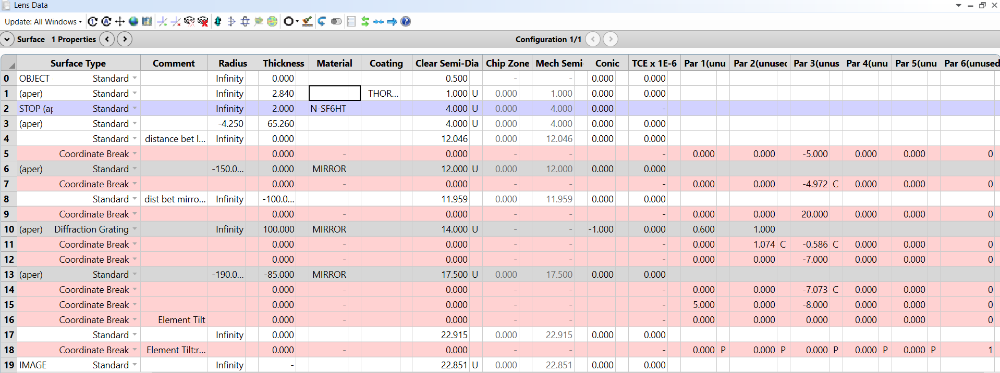 Lens Data
Update: All Windows
Surface 1 Properties Configuration 1/1
Surface Type Comment Radius Thickness Material Coating Clear Semi-Dia Chip Zone Mech Semi Conic TCE x 1E-6 Par 1(unu Par 2(unused Par 3(unus Par 4(unu Par 5(unu Par 6(unused
0 OBJECT Standard Infinity 0.000 0.500 - - 0.000 0.000
1 (aper) Standard Infinity 2.840 THOR... 1.000 U 0.000 1.000 0.000 0.000
2 STOP (ap Standard Infinity 2.000 N-SF6HT 4.000 U 0.000 4.000 0.000 -
3 (aper) Standard -4.250 65.260 4.000 U 0.000 4.000 0.000 0.000
4 Standard distance bet l... Infinity 0.000 12.046 0.000 12.046 0.000 0.000
5 Coordinate Break 0.000 - 0.000 - - - 0.000 0.000 -5.000 0.000 0.000 0
6 (aper) Standard -150.0... 0.000 MIRROR 12.000 U 0.000 12.000 0.000 0.000
7 Coordinate Break 0.000 - 0.000 - - - 0.000 0.000 -4.972 C 0.000 0.000 0
8 Standard dist bet mirro... Infinity -100.0... 11.959 0.000 11.959 0.000 0.000
9 Coordinate Break 0.000 - 0.000 - - - 0.000 0.000 20.000 0.000 0.000 0
10 (aper) Diffraction Grating Infinity 100.000 MIRROR 14.000 U - - -1.000 0.000 0.600 1.000
11 Coordinate Break 0.000 - 0.000 - - - 0.000 1.074 C -0.586 C 0.000 0.000 0
12 Coordinate Break 0.000 - 0.000 - - - 0.000 0.000 -7.000 0.000 0.000 0
13 (aper) Standard -190.0... -85.000 MIRROR 17.500 U 0.000 17.500 0.000 0.000
14 Coordinate Break 0.000 - 0.000 - - - 0.000 0.000 -7.073 C 0.000 0.000 0
15 Coordinate Break 0.000 - 0.000 - - - 5.000 0.000 -8.000 0.000 0.000 0
16 Coordinate Break Element Tilt 0.000 - 0.000 - - - 0.000 0.000 0.000 0.000 0.000 0
17 Standard Infinity 0.000 22.915 0.000 22.915 0.000 0.000
18 Coordinate Break Element Tilt:r... 0.000 - 0.000 - - - 0.000 P 0.000 P 0.000 P 0.000 P 0.000 P 1
19 IMAGE Standard Infinity - 22.851 U 0.000 22.851 0.000 0.000